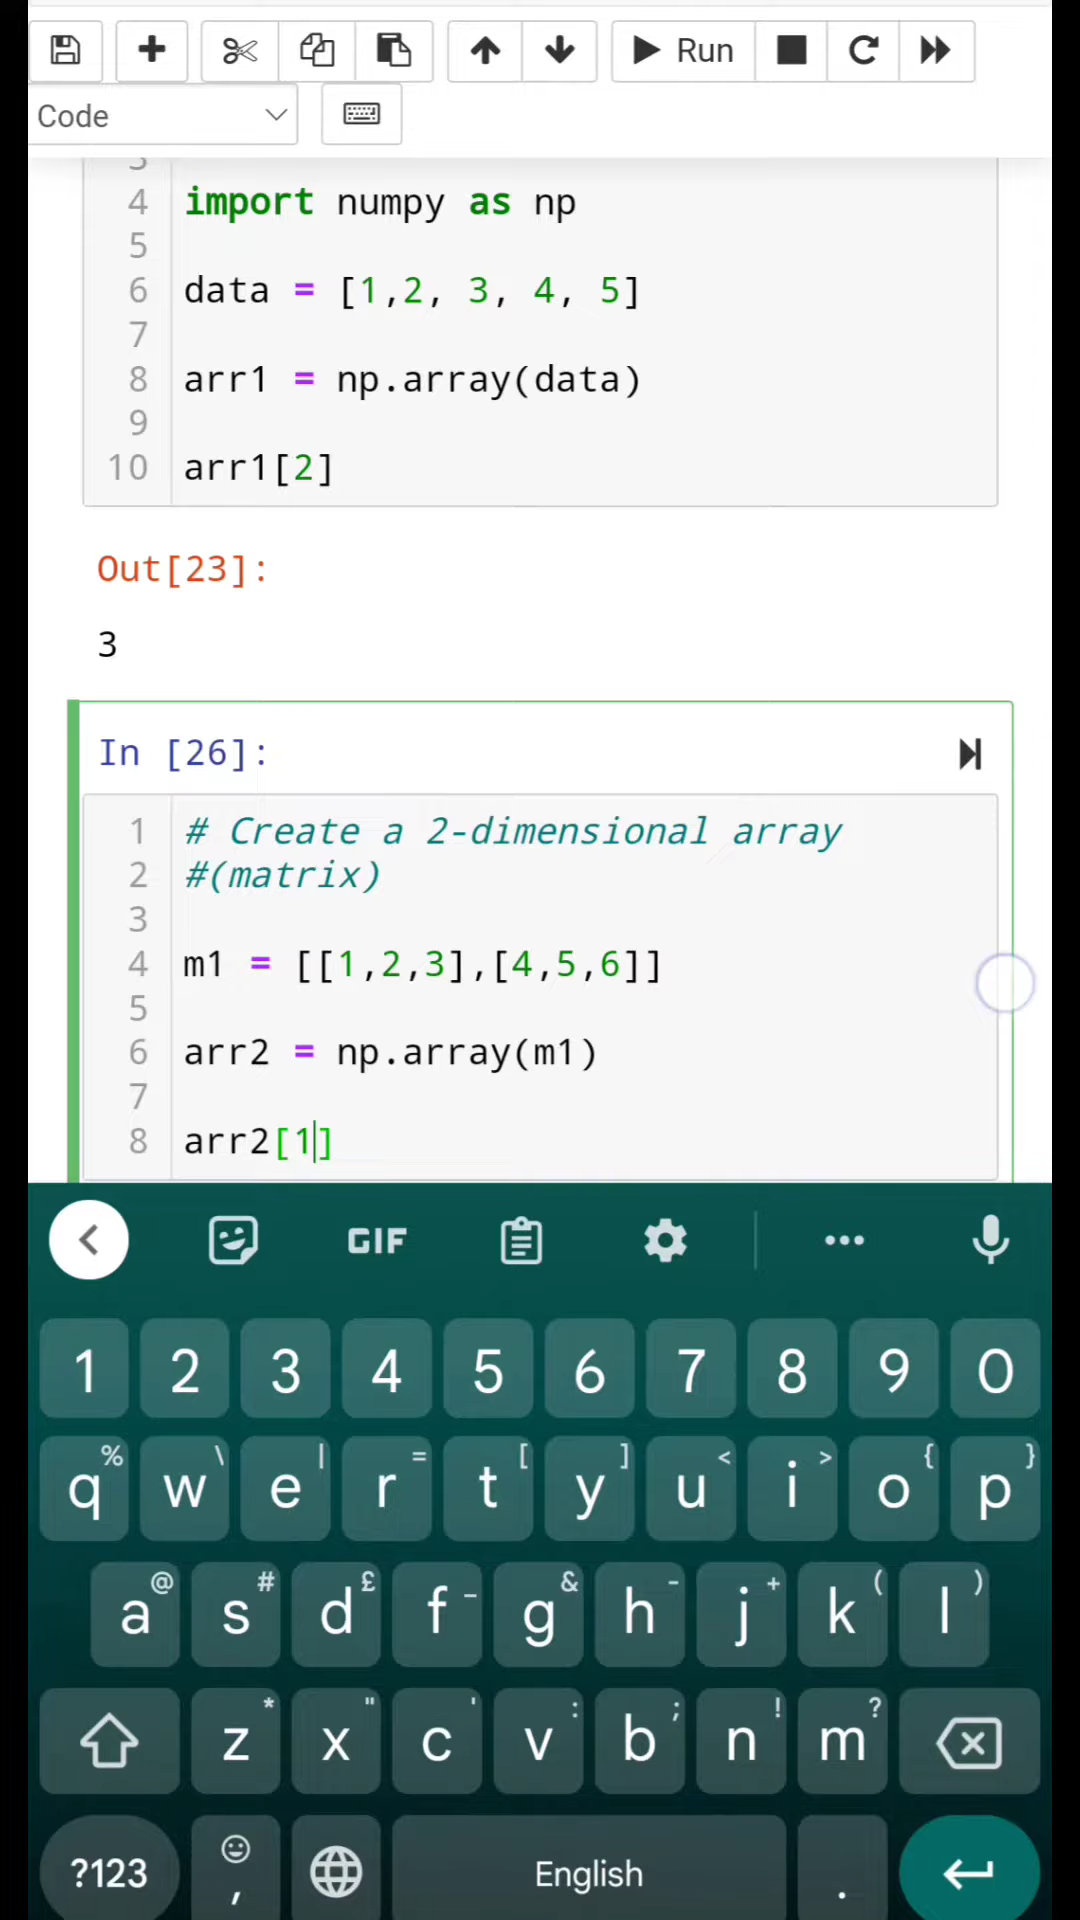 Run
Code
4 import numpy as np
5
6 data = [1,2, 3, 4, 5]
7
8 arr1 = np.array(data)
9
10 arr1[2]
Out[23]:
3
In [26]:
1 # Create a 2-dimensional array
2 #(matrix)
3
4 m1 = [[1,2,3],[4,5,6]]
5
6 arr2 = np.array(m1)
7
8 arr2[1]
GIF
1 2 3 4 5 6 7 8 9 0
% \ | = [ ] < > { }
q w e r t y u i o p
@ # £ _ & - + ( )
a s d f g h j k l
* " ' : ; ! ?
z x c v b n m
?123 , English .